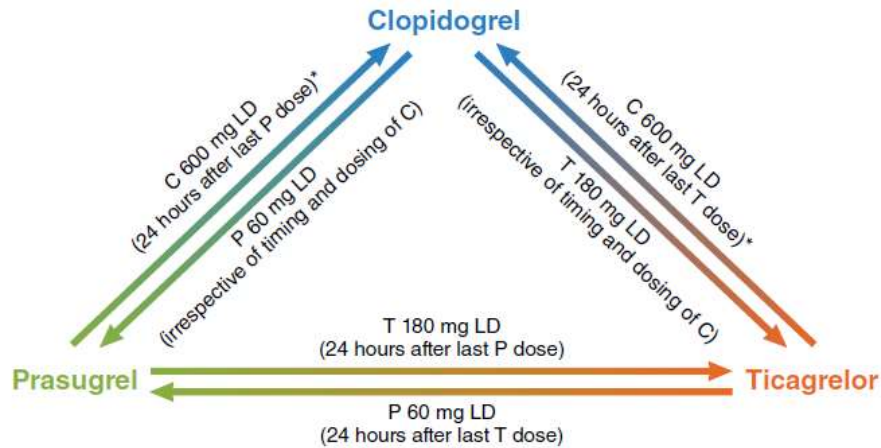 Clopidogrel
C 600 mg LD
(24 hours after last P dose)*
P 60 mg LD
(irrespective of timing and dosing of C)
C 600 mg LD
(24 hours after last T dose)*
T 180 mg LD
(irrespective of timing and dosing of C)
T 180 mg LD
(24 hours after last P dose)
Prasugrel
Ticagrelor
P 60 mg LD
(24 hours after last T dose)